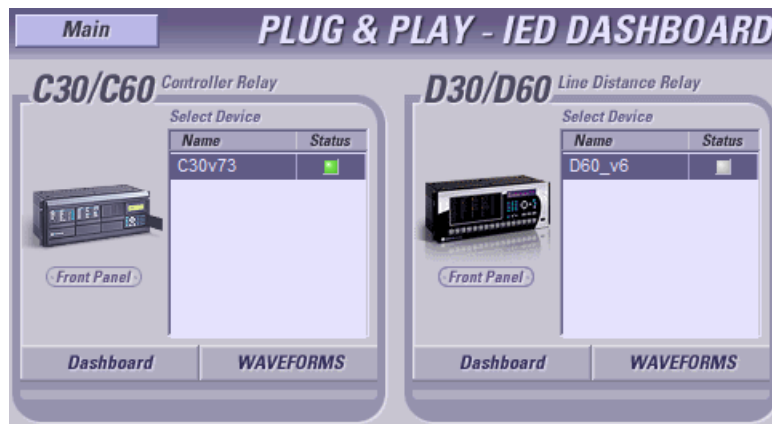 Main
PLUG & PLAY - IED DASHBOARD
C30/C60 Controller Relay
Select Device
Name Status
C30v73
Front Panel
Dashboard WAVEFORMS
D30/D60 Line Distance Relay
Select Device
Name Status
D60_v6
Front Panel
Dashboard WAVEFORMS